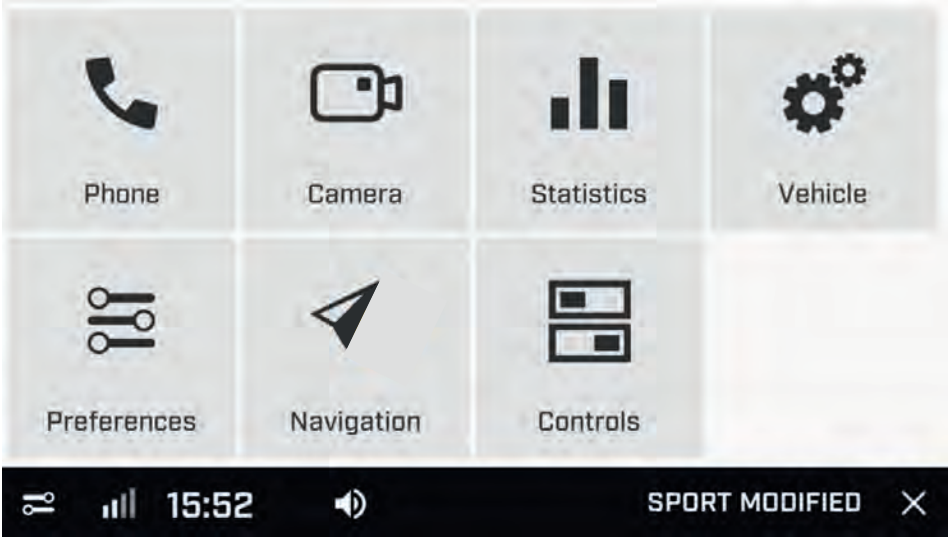 Phone Camera Statistics Vehicle
Preferences Navigation Controls
15:52 SPORT MODIFIED